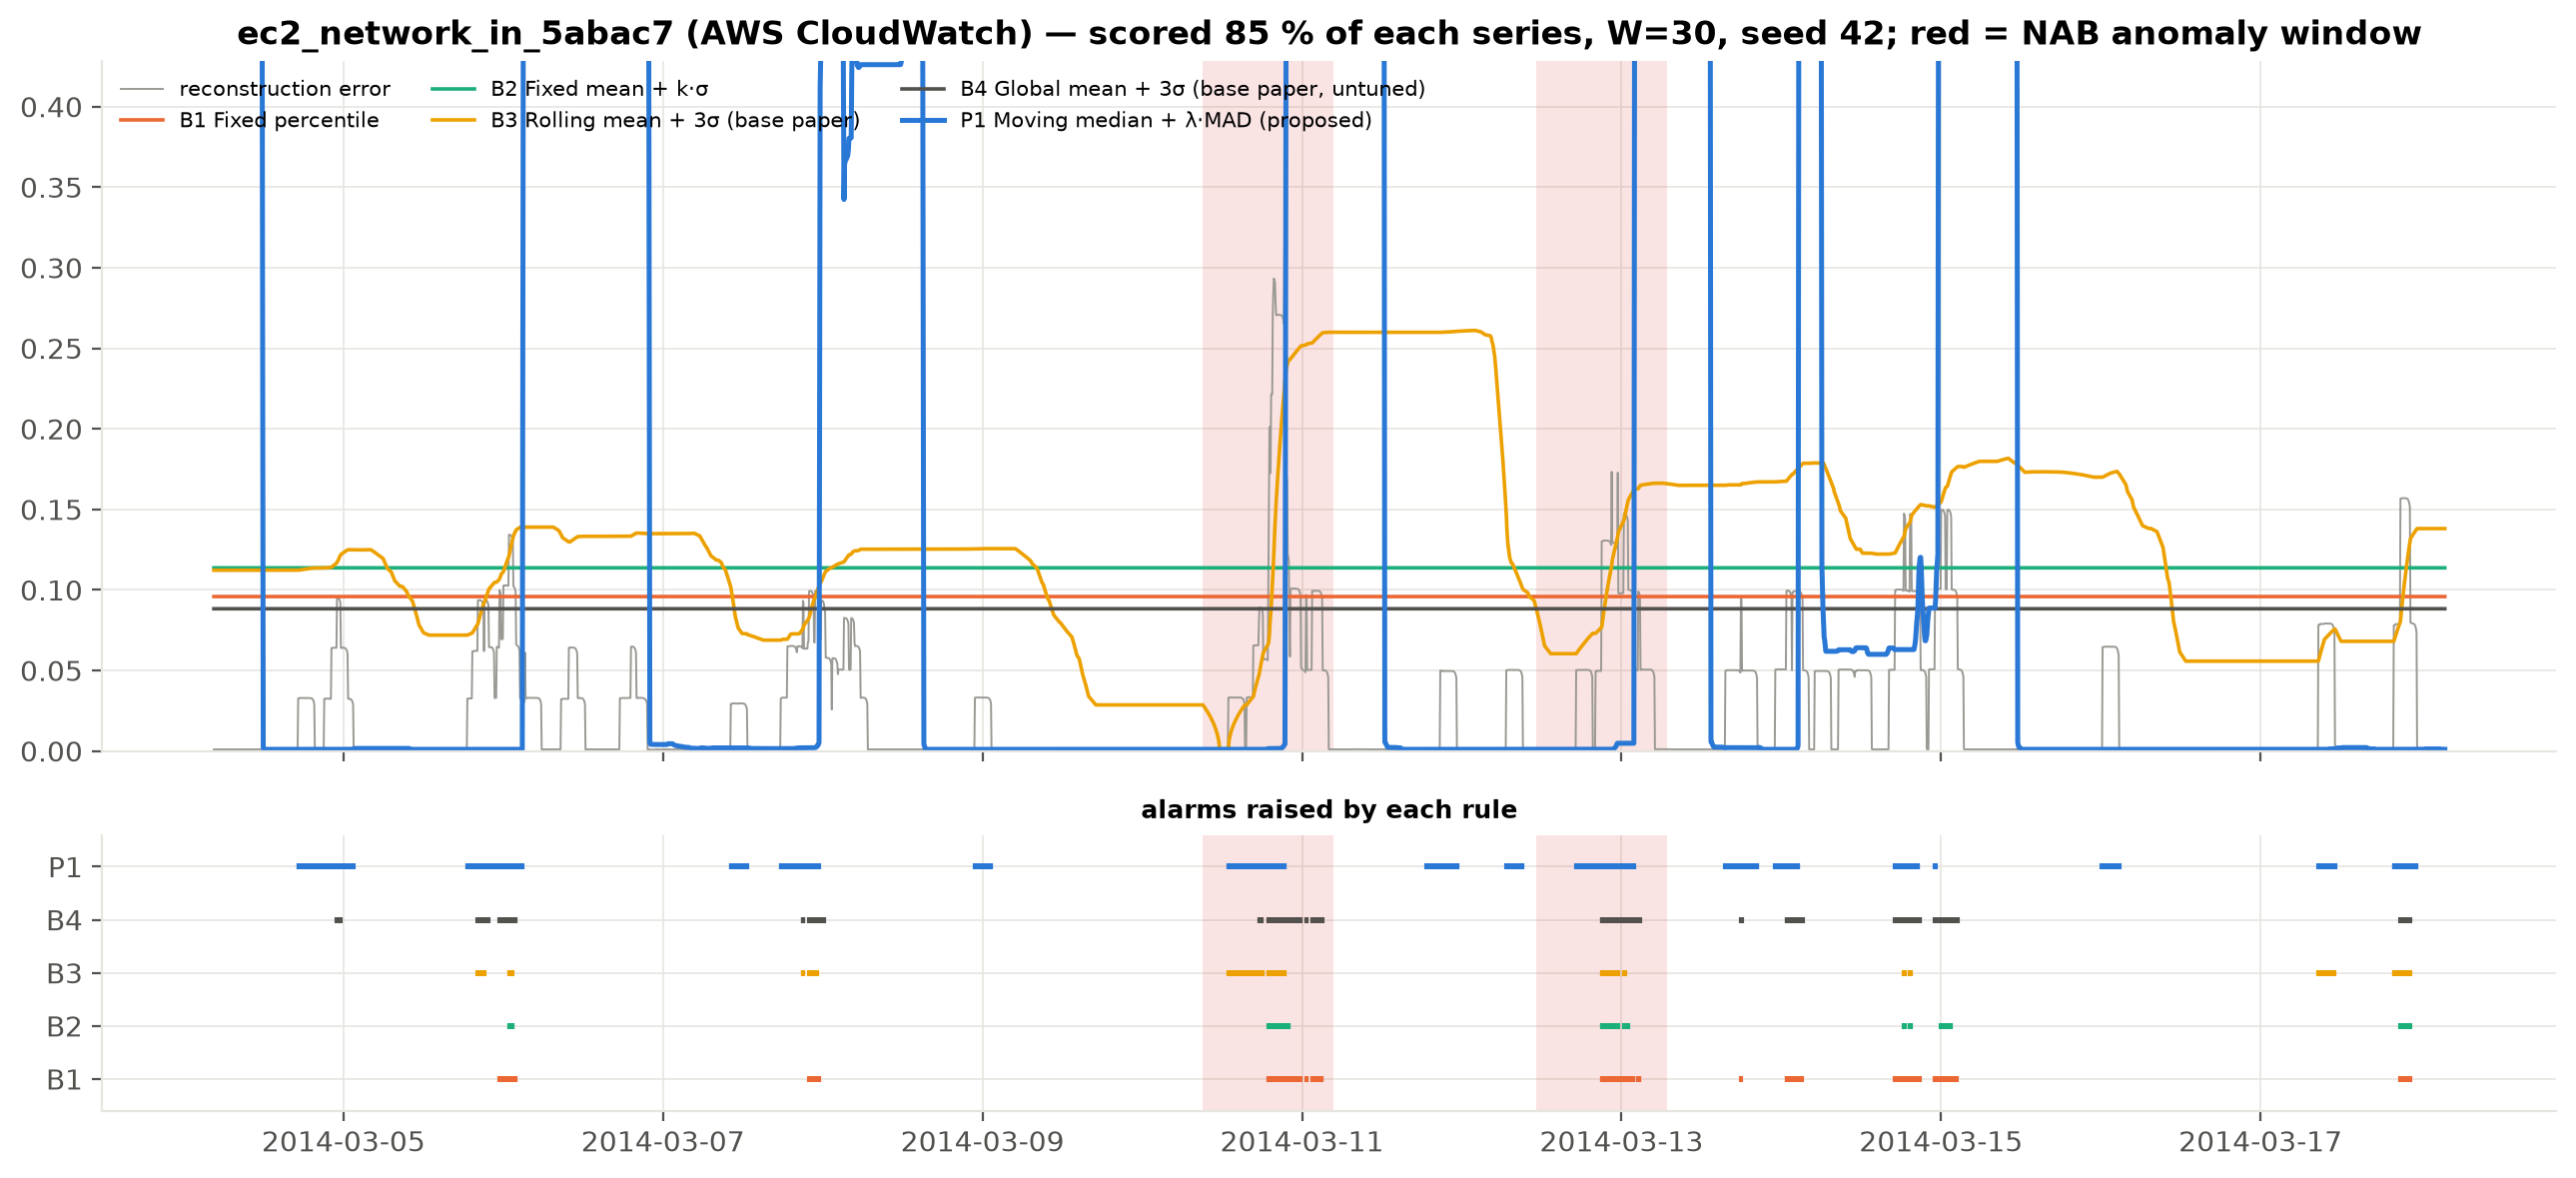 ec2_network_in_5abac7 (AWS CloudWatch) — scored 85 % of each series, W=30, seed 42; red = NAB anomaly window
reconstruction error
B1 Fixed percentile
B2 Fixed mean + k·σ
B3 Rolling mean + 3σ (base paper)
B4 Global mean + 3σ (base paper, untuned)
P1 Moving median + λ·MAD (proposed)
0.40
0.35
0.30
0.25
0.20
0.15
0.10
0.05
0.00
alarms raised by each rule
P1
B4
B3
B2
B1
2014-03-05
2014-03-07
2014-03-09
2014-03-11
2014-03-13
2014-03-15
2014-03-17